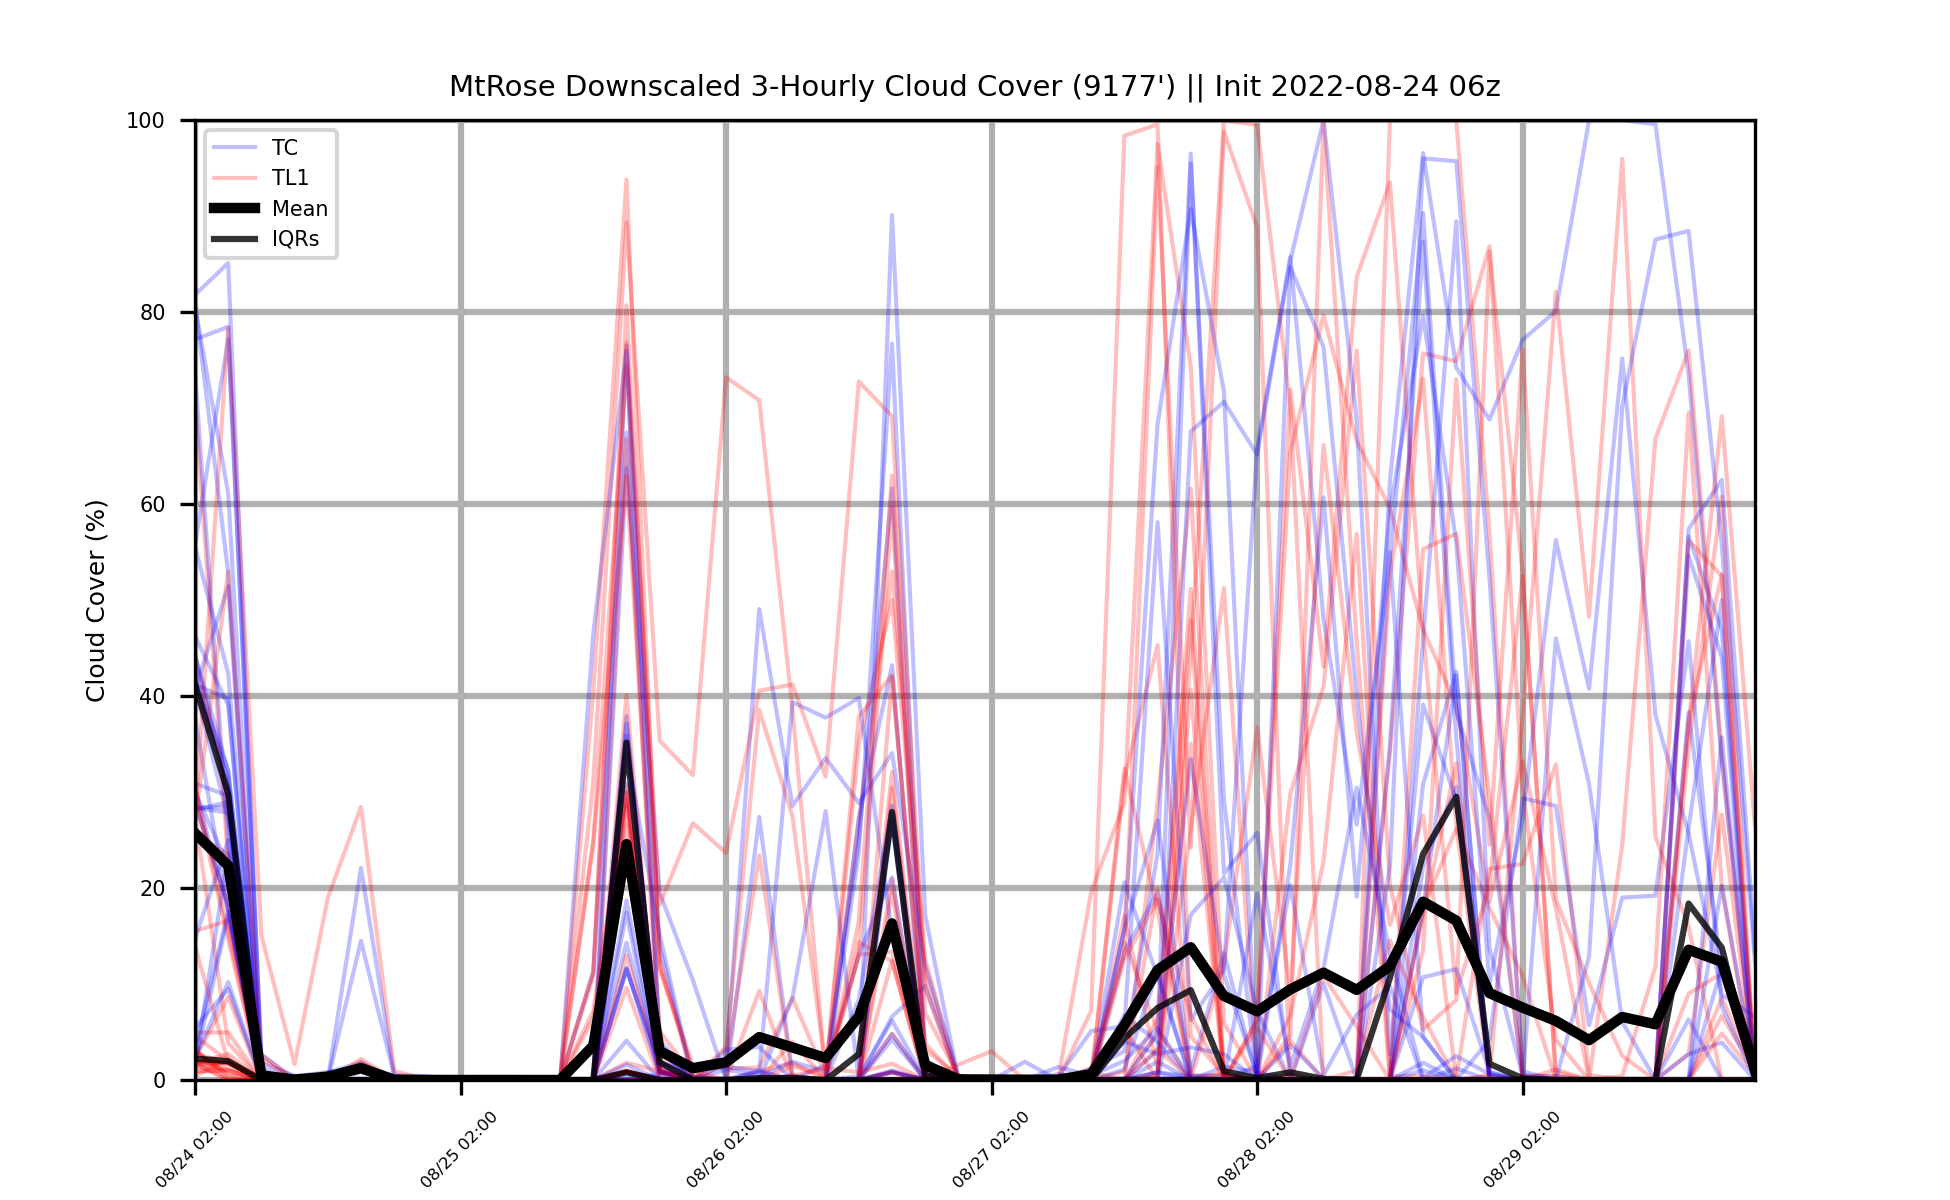 MtRose Downscaled 3-Hourly Cloud Cover (9177') || Init 2022-08-24 06z
TC
TL1
Mean
IQRs
Cloud Cover (%)
100
80
60
40
20
0
08/24 02:00
08/25 02:00
08/26 02:00
08/27 02:00
08/28 02:00
08/29 02:00